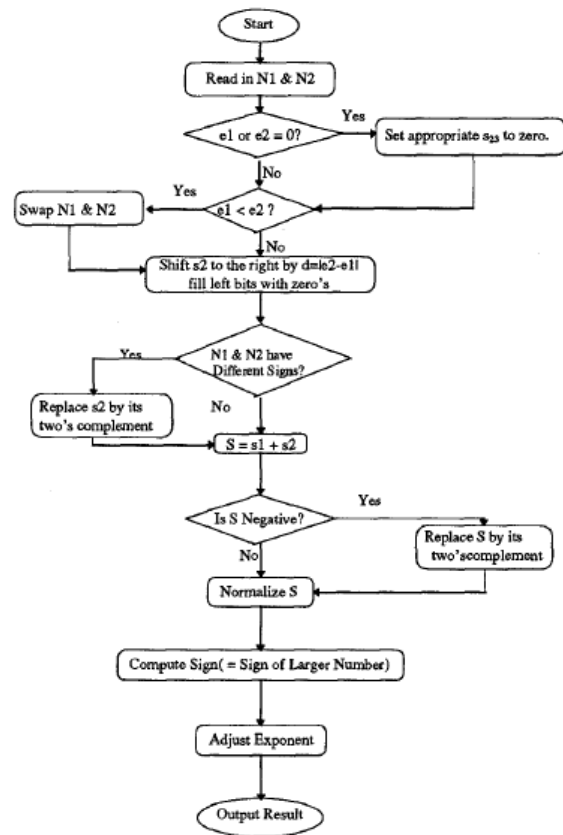 Start
Read in N1 & N2
Yes
e1 or e2 = 0?
Set appropriate s23 to zero.
No
Yes
Swap N1 & N2
e1 < e2 ?
No
Shift s2 to the right by d=|e2-e1|
fill left bits with zero's
Yes
N1 & N2 have
Different Signs?
Replace s2 by its
two's complement
No
S = s1 + s2
Yes
Is S Negative?
Replace S by its
two'scomplement
No
Normalize S
Compute Sign( = Sign of Larger Number)
Adjust Exponent
Output Result